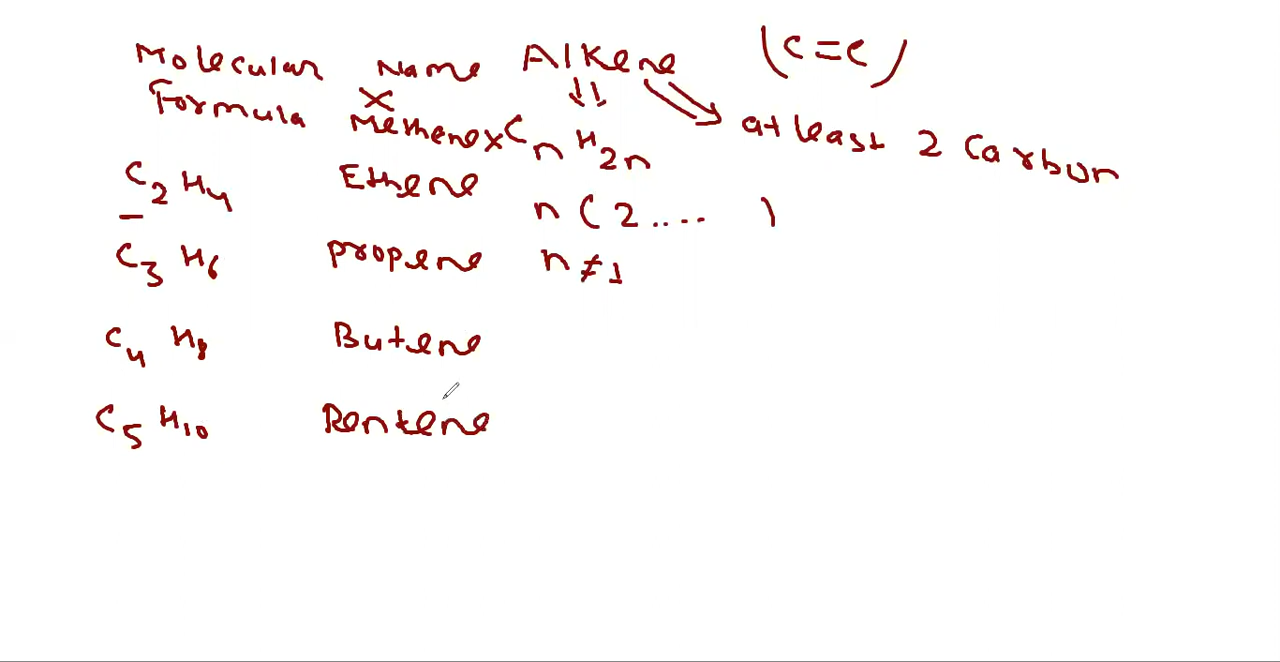 Molecular Name Alkene (C=C)
Formula × Methene× CnH2n at least 2 Carbon
C2H4 Ethene n (2.... )
C3H6 Propene n≠1
C4H8 Butene
C5H10 Pentene